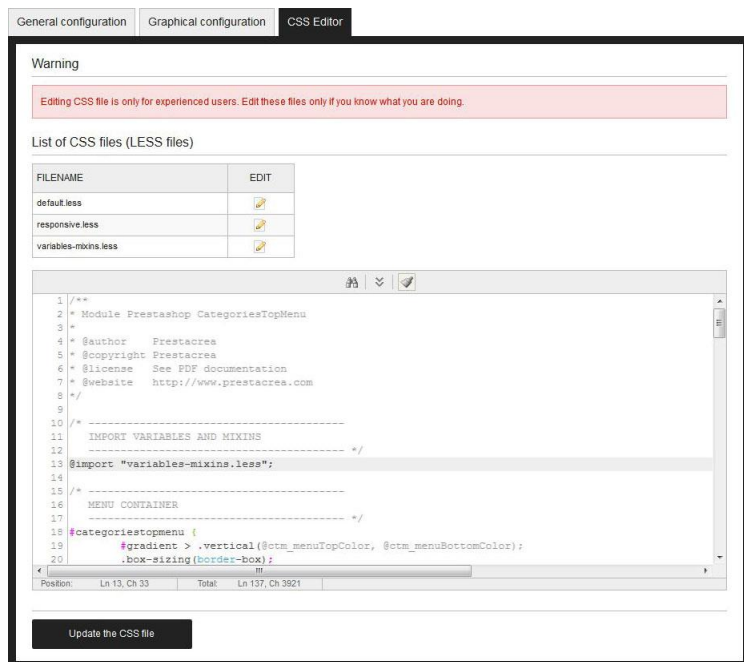 General configuration
Graphical configuration
CSS Editor
Warning
Editing CSS file is only for experienced users. Edit these files only if you know what you are doing.
List of CSS files (LESS files)
FILENAME EDIT
default.less
responsive.less
variables-mixins.less
1 /**
2 * Module Prestashop CategoriesTopMenu
3 *
4 * @author Prestacrea
5 * @copyright Prestacrea
6 * @license See PDF documentation
7 * @website http://www.prestacrea.com
8 */
9
10 /* ----------------------------------------
11 IMPORT VARIABLES AND MIXINS
12 ---------------------------------------- */
13 @import "variables-mixins.less";
14
15 /* ----------------------------------------
16 MENU CONTAINER
17 ---------------------------------------- */
18 #categoriestopmenu {
19 #gradient > .vertical(@ctm_menuTopColor, @ctm_menuBottomColor);
20 .box-sizing(border-box);
Position: Ln 13, Ch 33 Total: Ln 137, Ch 3921
Update the CSS file